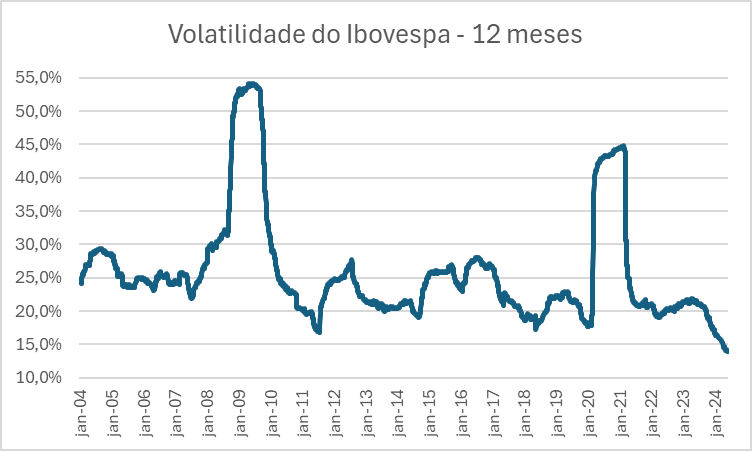 Volatilidade do Ibovespa - 12 meses
55,0%
50,0%
45,0%
40,0%
35,0%
30,0%
25,0%
20,0%
15,0%
10,0%
jan-04
jan-05
jan-06
jan-07
jan-08
jan-09
jan-10
jan-11
jan-12
jan-13
jan-14
jan-15
jan-16
jan-17
jan-18
jan-19
jan-20
jan-21
jan-22
jan-23
jan-24